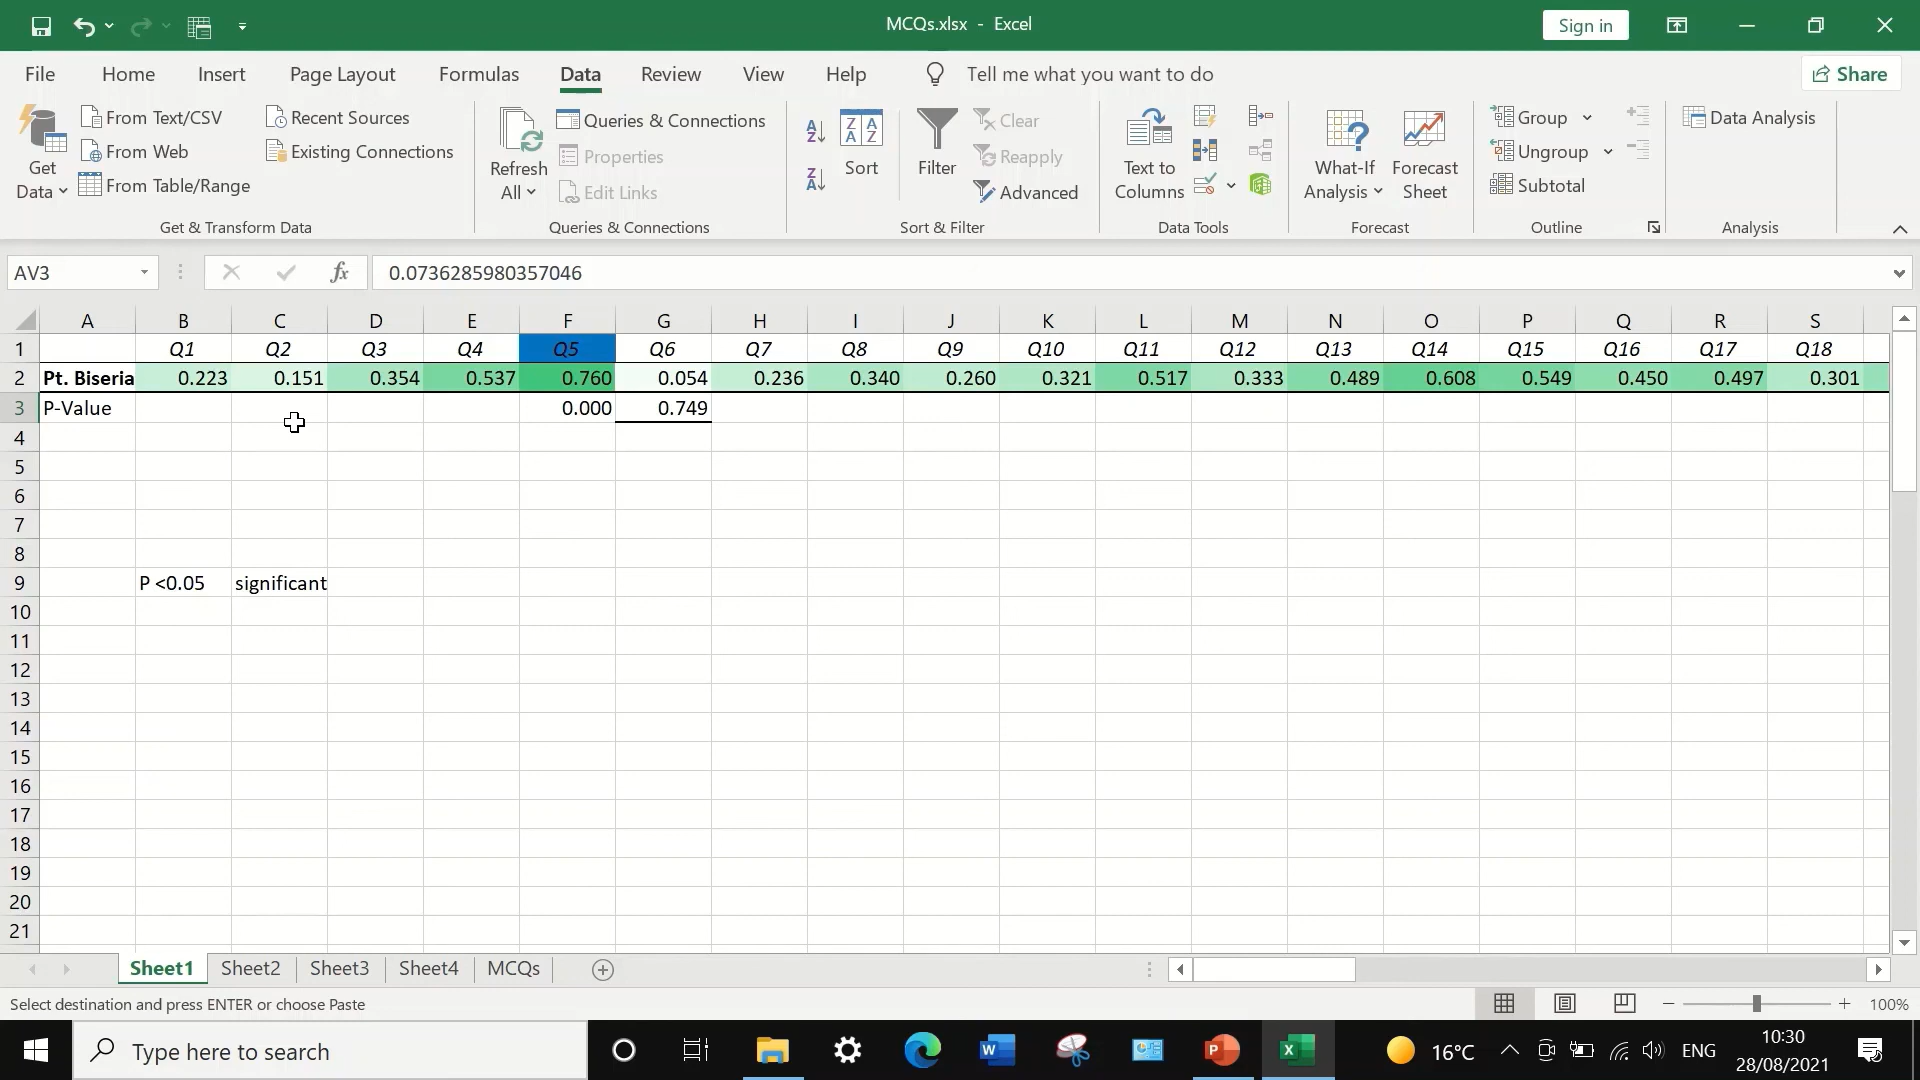 MCQs.xlsx - Excel
Sign in
File Home Insert Page Layout Formulas Data Review View Help Tell me what you want to do Share
Get Data
From Text/CSV
From Web
From Table/Range
Recent Sources
Existing Connections
Get & Transform Data
Refresh All
Queries & Connections
Properties
Edit Links
Queries & Connections
Sort
Filter
Clear
Reapply
Advanced
Sort & Filter
Text to Columns
Data Tools
What-If Analysis
Forecast Sheet
Forecast
Group
Ungroup
Subtotal
Outline
Data Analysis
Analysis
AV3 fx 0.0736285980357046
A B C D E F G H I J K L M N O P Q R S
1 Q1 Q2 Q3 Q4 Q5 Q6 Q7 Q8 Q9 Q10 Q11 Q12 Q13 Q14 Q15 Q16 Q17 Q18
2 Pt. Biseria 0.223 0.151 0.354 0.537 0.760 0.054 0.236 0.340 0.260 0.321 0.517 0.333 0.489 0.608 0.549 0.450 0.497 0.301
3 P-Value 0.000 0.749
4
5
6
7
8
9 P <0.05 significant
10
11
12
13
14
15
16
17
18
19
20
21
Sheet1 Sheet2 Sheet3 Sheet4 MCQs
Select destination and press ENTER or choose Paste
100%
Type here to search
16°C
ENG
10:30
28/08/2021